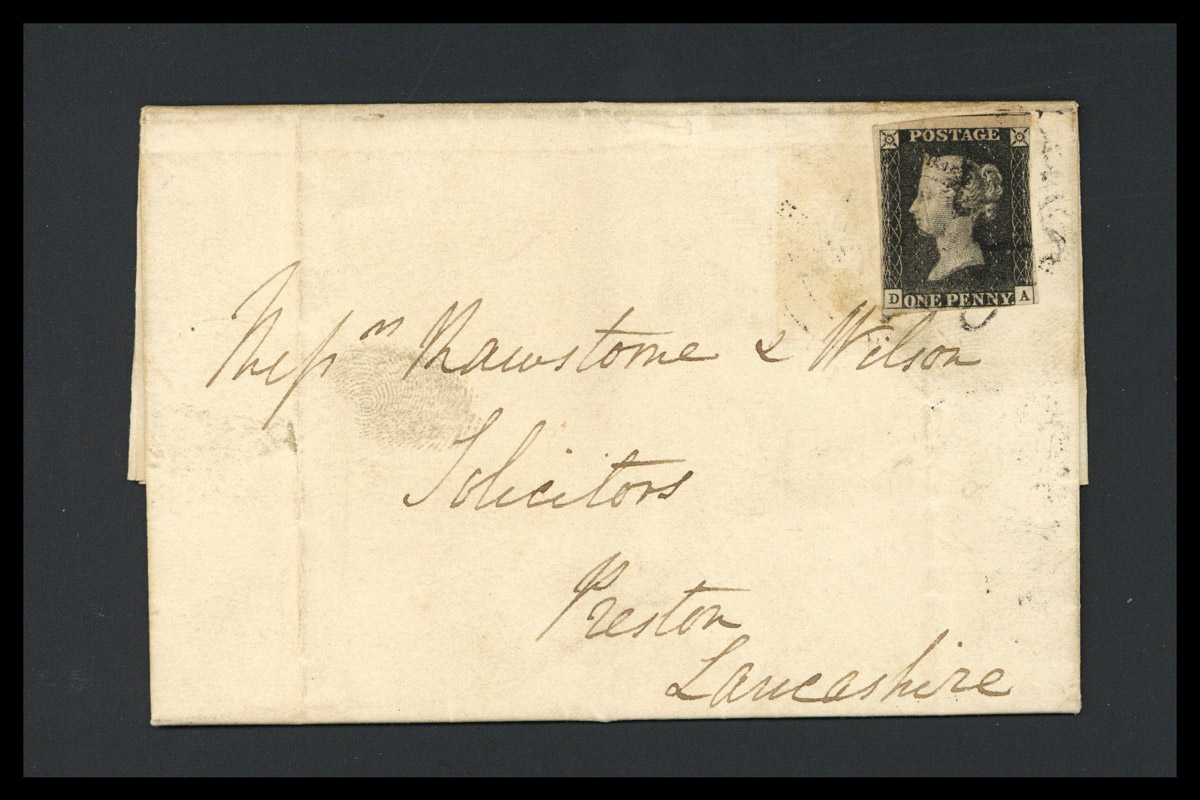 POSTAGE
D ONE PENNY. A
Messrs Rawstorne & Wilson
Solicitors
Preston
Lancashire